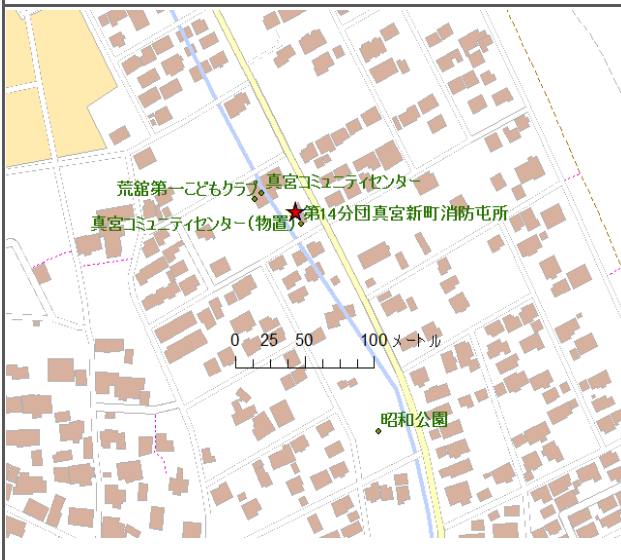 荒舘第一こどもクラブ
真宮コミュニティセンター
真宮コミュニティセンター(物置)
第14分団真宮新町消防屯所
0 25 50 100 メートル
昭和公園